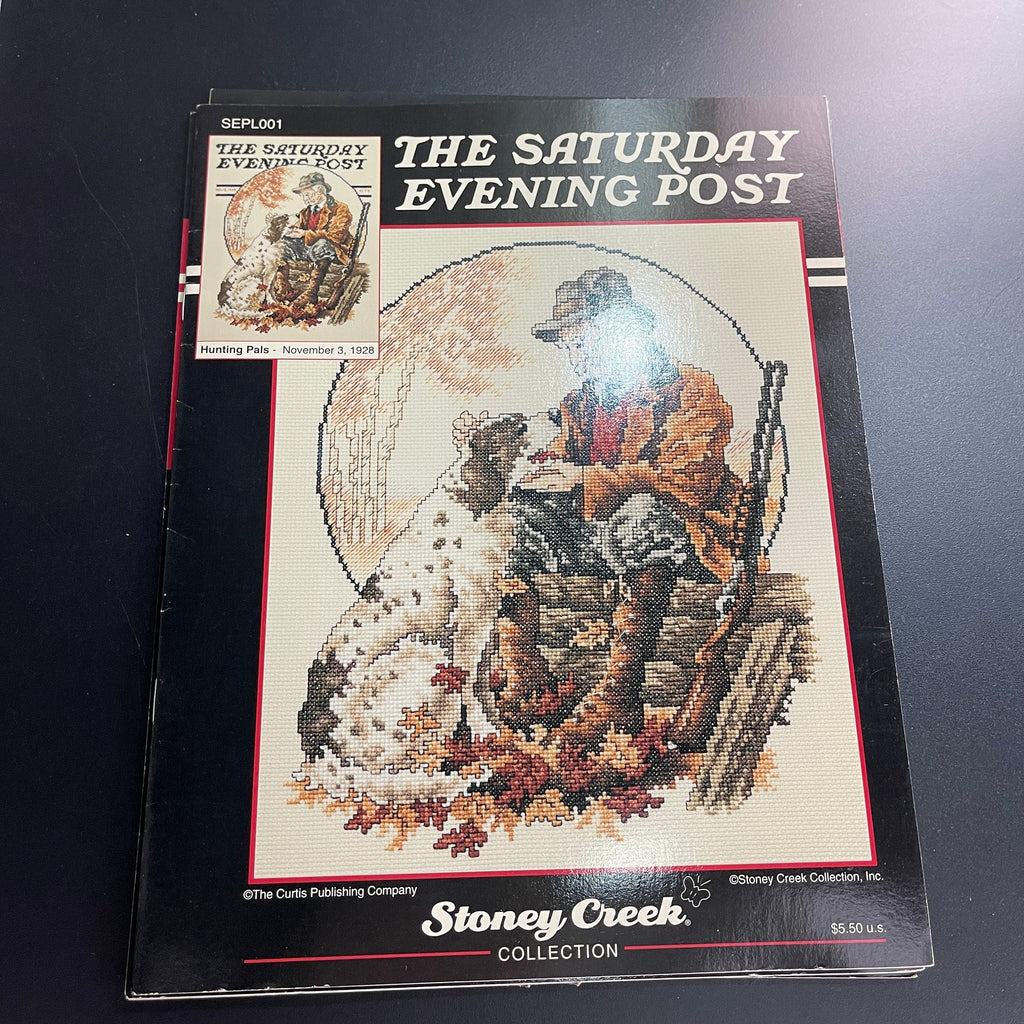 SEPL001
THE SATURDAY
EVENING POST
THE SATURDAY
EVENING POST
Hunting Pals - November 3, 1928
©The Curtis Publishing Company
©Stoney Creek Collection, Inc.
Stoney Creek®
COLLECTION
$5.50 u.s.